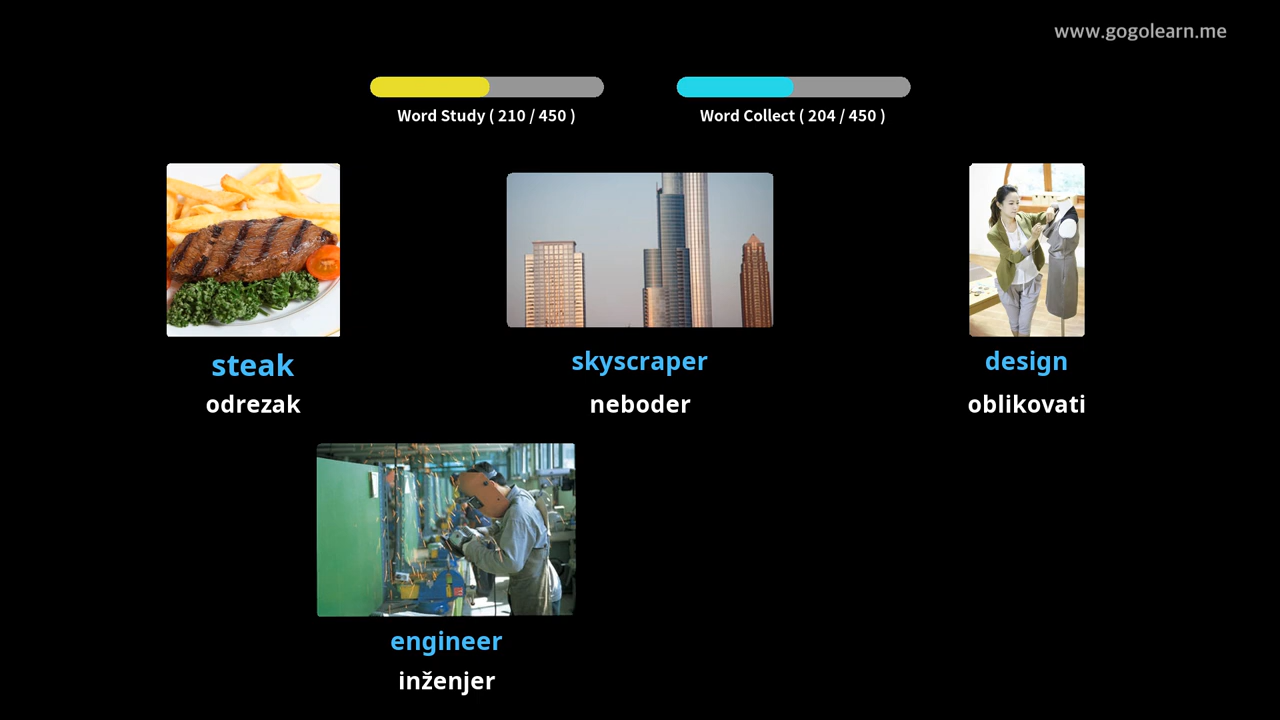 www.gogolearn.me
Word Study ( 210 / 450 )
Word Collect ( 204 / 450 )
steak
skyscraper
design
odrezak
neboder
oblikovati
engineer
inženjer